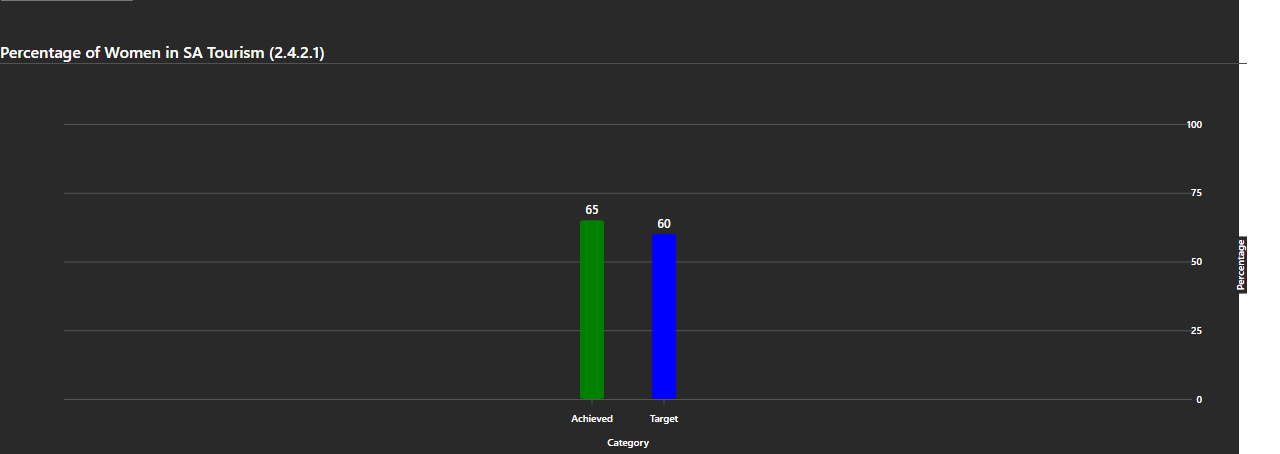 Percentage of Women in SA Tourism (2.4.2.1)
100
75
65
60
50
Percentage
25
0
Achieved Target
Category